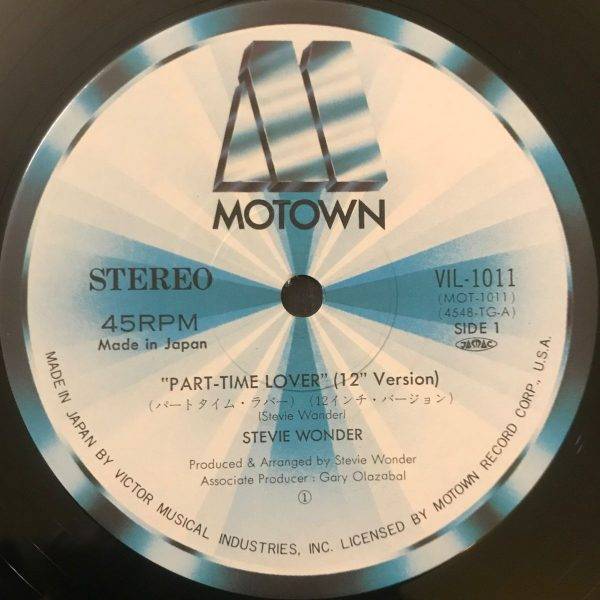 MOTOWN
STEREO
45RPM
Made in Japan
VIL-1011
(MOT-1011)
(4548-TG-A)
SIDE 1
JASRAC
"PART-TIME LOVER" (12" Version)
(パートタイム・ラバー) (12インチ・バージョン)
(Stevie Wonder)
STEVIE WONDER
Produced & Arranged by Stevie Wonder
Associate Producer : Gary Olazabal
①
MADE IN JAPAN BY VICTOR MUSICAL INDUSTRIES, INC. LICENSED BY MOTOWN RECORD CORP., U.S.A.